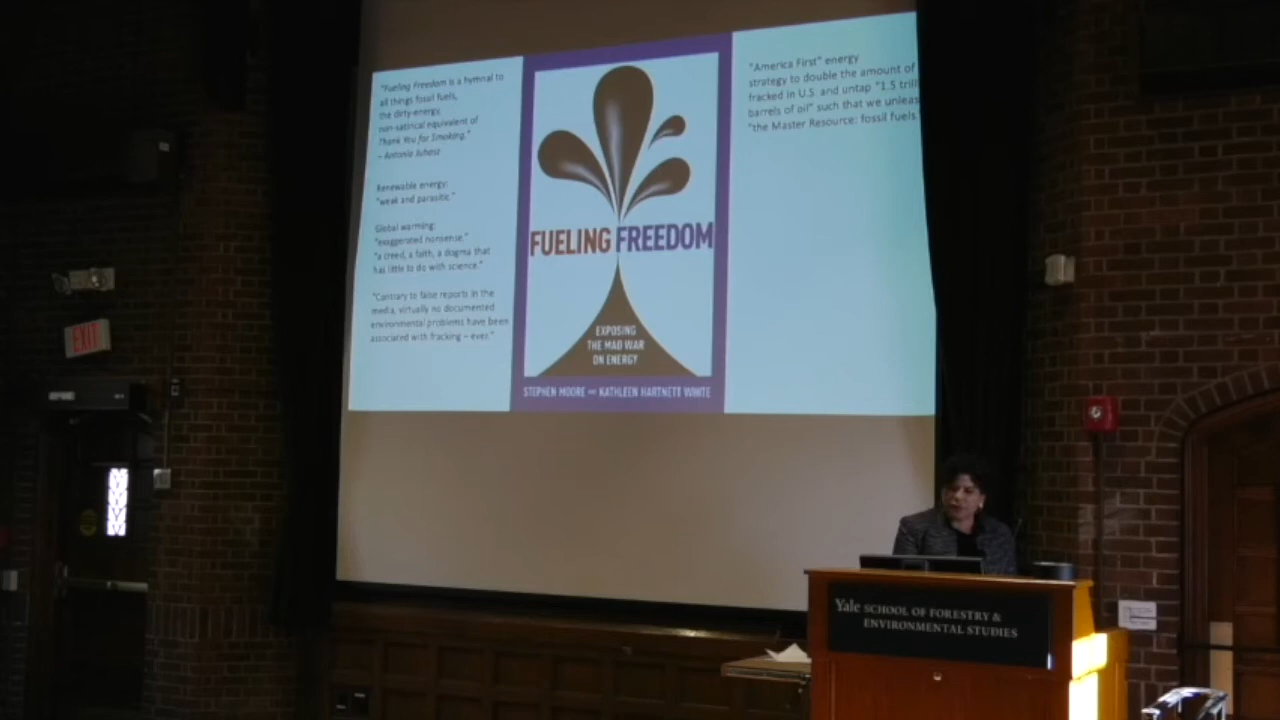 "Fueling Freedom is a hymnal to
all things fossil fuels,
the dirty-energy,
non-satirical equivalent of
Thank You for Smoking."
– Antonia Juhasz
Renewable energy:
"weak and parasitic."
Global warming:
"exaggerated nonsense."
"a creed, a faith, a dogma that
has little to do with science."
"Contrary to false reports in the
media, virtually no documented
environmental problems have been
associated with fracking – ever."
FUELING FREEDOM
EXPOSING
THE MAD WAR
ON ENERGY
STEPHEN MOORE AND KATHLEEN HARTNETT WHITE
"America First" energy
strategy to double the amount of
fracked in U.S. and untap "1.5 trill
barrels of oil" such that we unleas
"the Master Resource: fossil fuels
EXIT
Yale SCHOOL OF FORESTRY &
ENVIRONMENTAL STUDIES